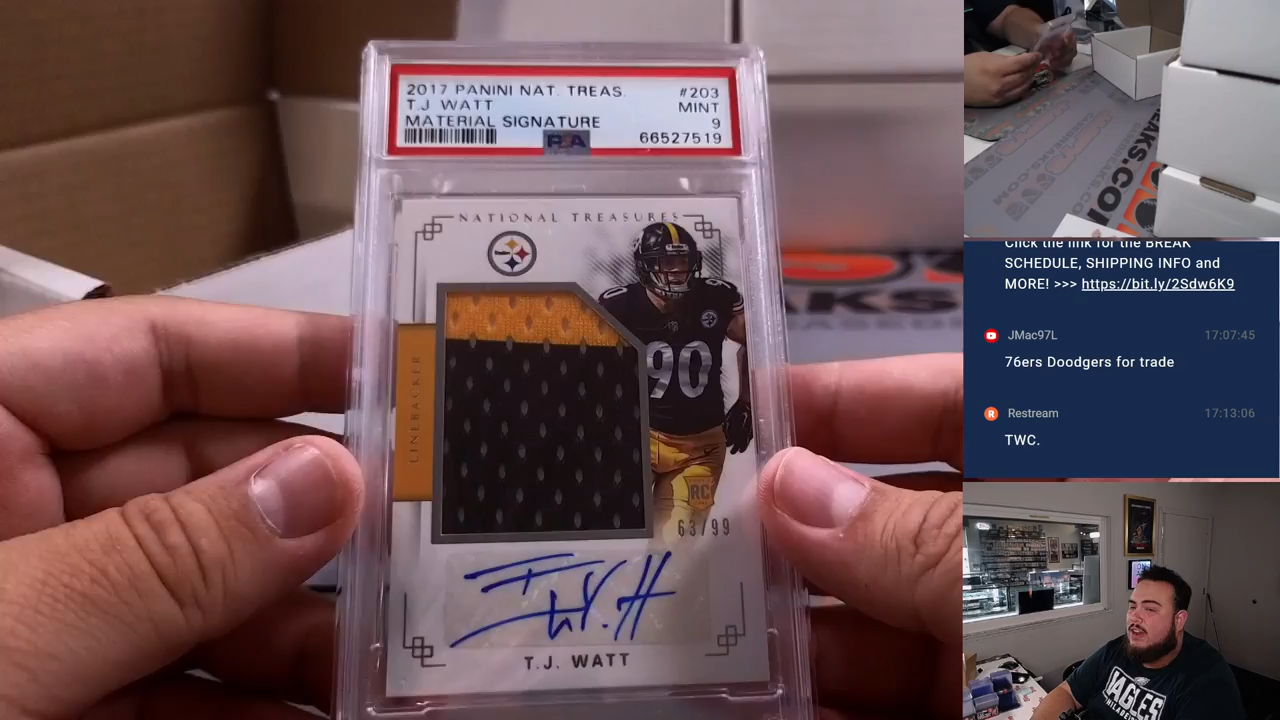 2017 PANINI NAT. TREAS. #203
T.J WATT MINT
MATERIAL SIGNATURE 9
66527519
PSA
NATIONAL TREASURES
Steelers
90
90
LINEBACKER
RC
63/99
T.J. WATT
Click the link for the BREAK
SCHEDULE, SHIPPING INFO and
MORE! >>> https://bit.ly/2Sdw6K9
JMac97L 17:07:45
76ers Doodgers for trade
Restream 17:13:06
TWC.
EAGLES